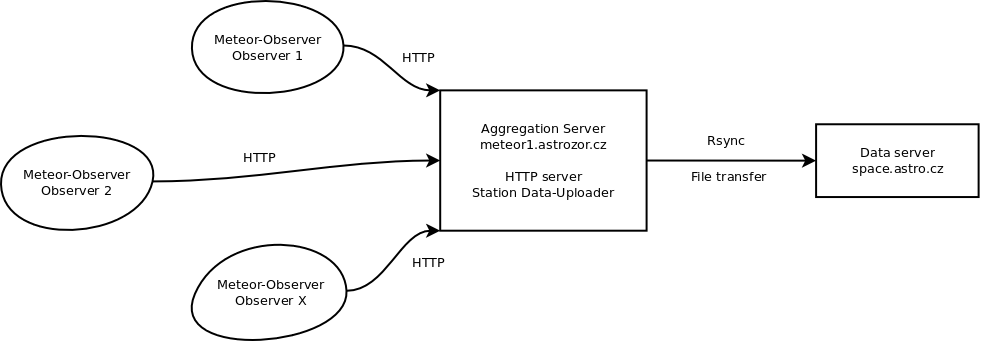 Meteor-Observer
Observer 1
HTTP
Meteor-Observer
Observer 2
HTTP
Meteor-Observer
Observer X
HTTP
Aggregation Server
meteor1.astrozor.cz
HTTP server
Station Data-Uploader
Rsync
File transfer
Data server
space.astro.cz